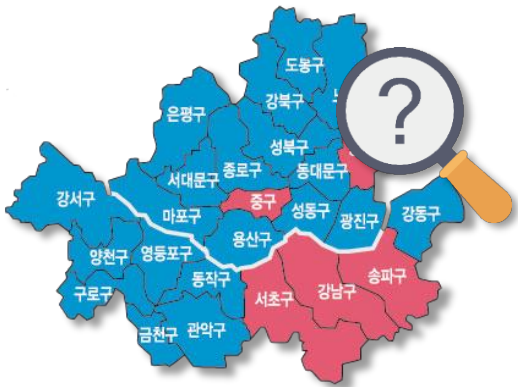 도봉구
강북구
은평구
성북구
종로구
동대문구
서대문구
강서구
중구
마포구
성동구
광진구
강동구
용산구
양천구
영등포구
동작구
송파구
구로구
서초구
강남구
금천구
관악구
?